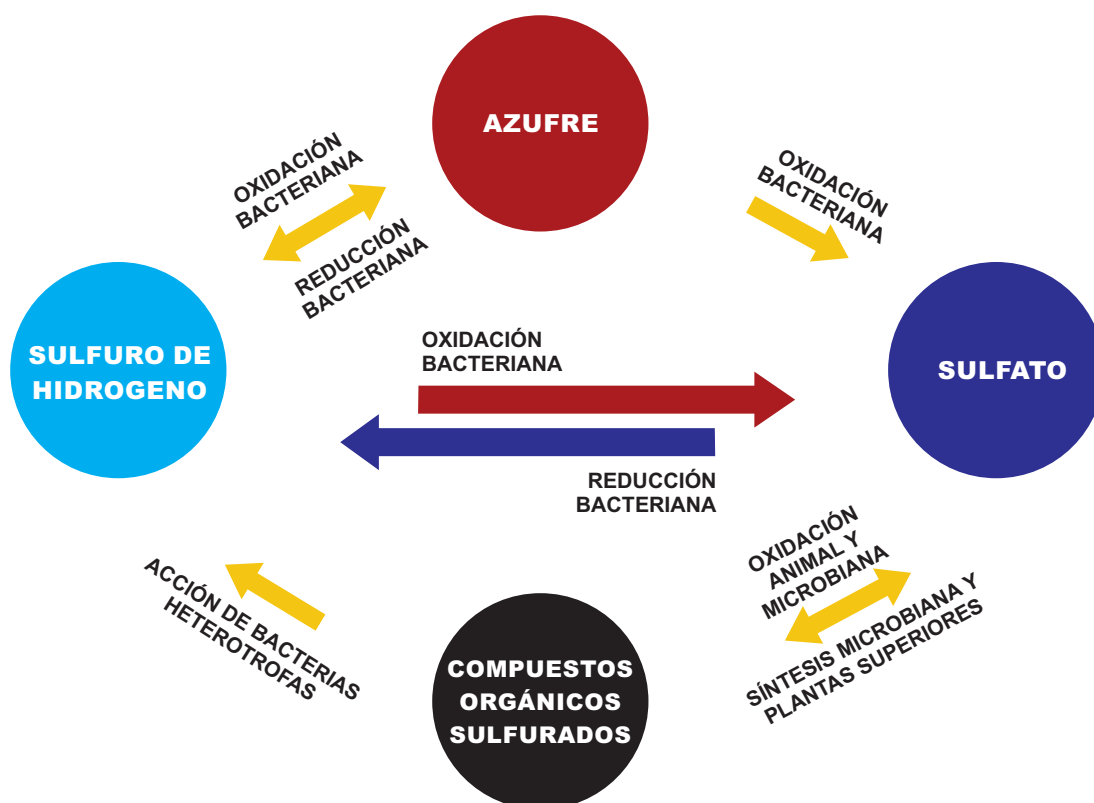 AZUFRE
OXIDACIÓN
BACTERIANA
REDUCCIÓN
BACTERIANA
OXIDACIÓN
BACTERIANA
SULFURO DE
HIDROGENO
OXIDACIÓN
BACTERIANA
SULFATO
REDUCCIÓN
BACTERIANA
ACCIÓN DE BACTERIAS
HETEROTROFAS
COMPUESTOS
ORGÁNICOS
SULFURADOS
OXIDACIÓN
ANIMAL Y
MICROBIANA
SÍNTESIS MICROBIANA Y
PLANTAS SUPERIORES